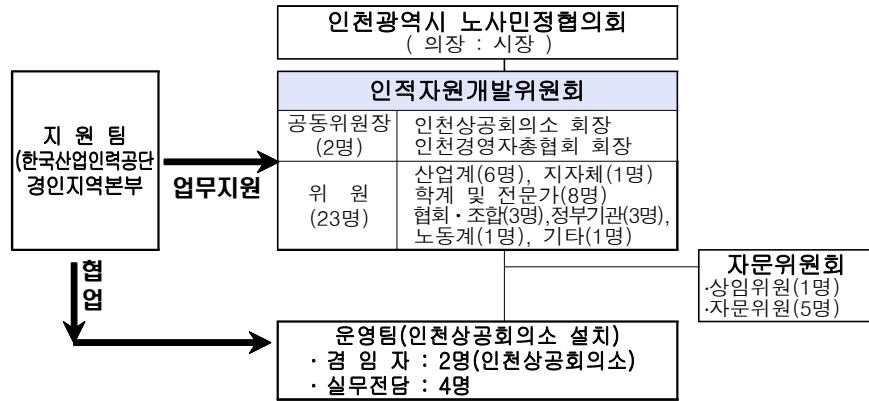 인천광역시 노사민정협의회
( 의장 : 시장 )
인적자원개발위원회
공동위원장
(2명)
인천상공회의소 회장
인천경영자총협회 회장
위 원
(23명)
산업계(6명), 지자체(1명)
학계 및 전문가(8명)
협회·조합(3명),정부기관(3명),
노동계(1명), 기타(1명)
지 원 팀
(한국산업인력공단
경인지역본부
업무지원
협
업
자문위원회
·상임위원(1명)
·자문위원(5명)
운영팀(인천상공회의소 설치)
· 겸 임 자 : 2명(인천상공회의소)
· 실무전담 : 4명